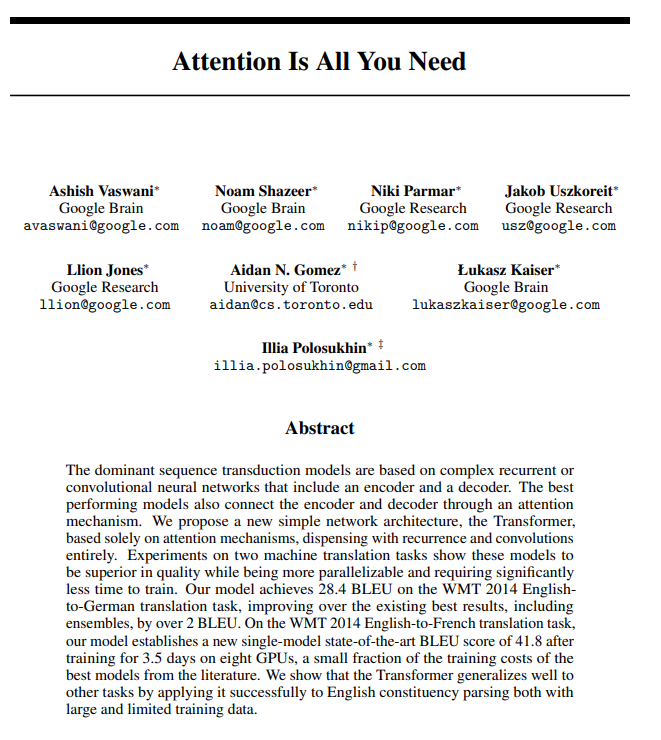 Attention Is All You Need
Ashish Vaswani* Noam Shazeer* Niki Parmar* Jakob Uszkoreit*
Google Brain Google Brain Google Research Google Research
avaswani@google.com noam@google.com nikip@google.com usz@google.com
Llion Jones* Aidan N. Gomez* † Łukasz Kaiser*
Google Research University of Toronto Google Brain
llion@google.com aidan@cs.toronto.edu lukaszkaiser@google.com
Illia Polosukhin* ‡
illia.polosukhin@gmail.com
Abstract
The dominant sequence transduction models are based on complex recurrent or
convolutional neural networks that include an encoder and a decoder. The best
performing models also connect the encoder and decoder through an attention
mechanism. We propose a new simple network architecture, the Transformer,
based solely on attention mechanisms, dispensing with recurrence and convolutions
entirely. Experiments on two machine translation tasks show these models to
be superior in quality while being more parallelizable and requiring significantly
less time to train. Our model achieves 28.4 BLEU on the WMT 2014 English-
to-German translation task, improving over the existing best results, including
ensembles, by over 2 BLEU. On the WMT 2014 English-to-French translation task,
our model establishes a new single-model state-of-the-art BLEU score of 41.8 after
training for 3.5 days on eight GPUs, a small fraction of the training costs of the
best models from the literature. We show that the Transformer generalizes well to
other tasks by applying it successfully to English constituency parsing both with
large and limited training data.